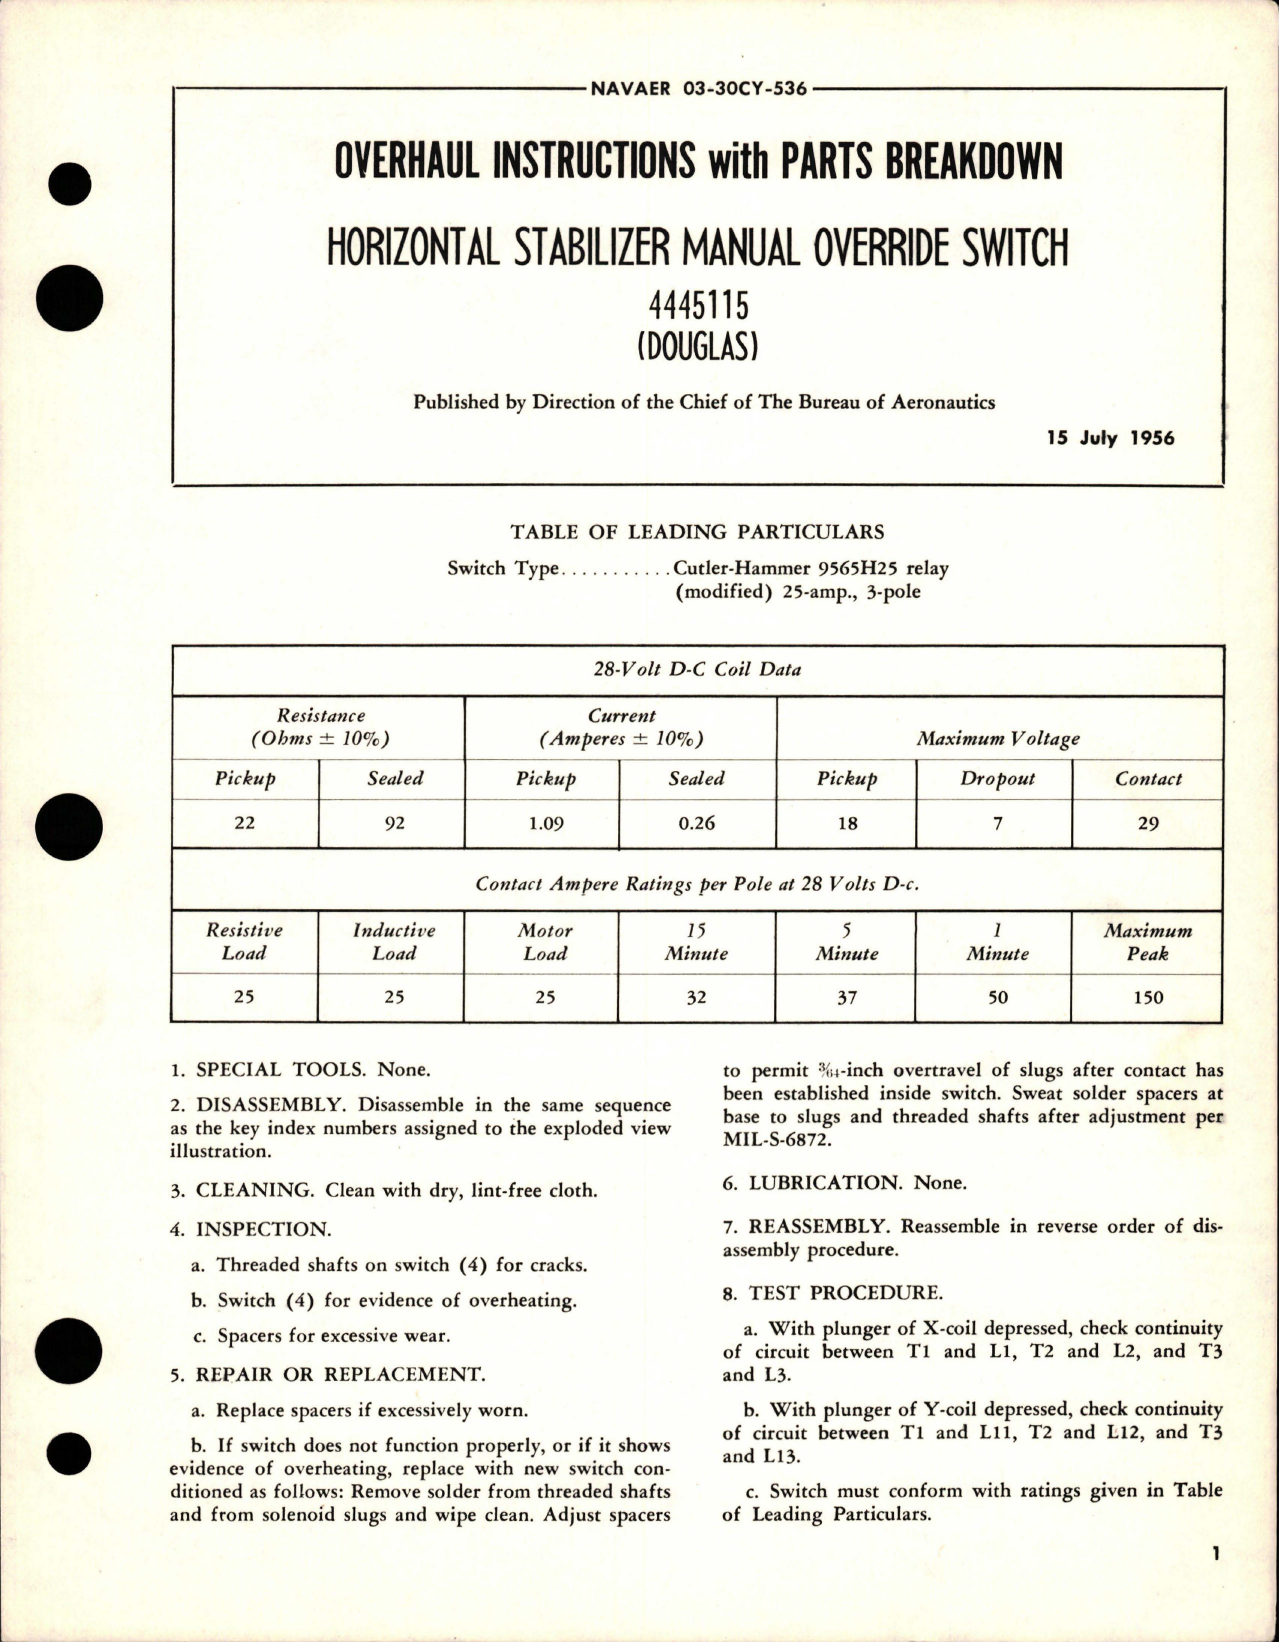 NAVAER 03-30CY-536
OVERHAUL INSTRUCTIONS with PARTS BREAKDOWN
HORIZONTAL STABILIZER MANUAL OVERRIDE SWITCH
4445115
(DOUGLAS)
Published by Direction of the Chief of The Bureau of Aeronautics
15 July 1956
TABLE OF LEADING PARTICULARS
Switch Type...........Cutler-Hammer 9565H25 relay
(modified) 25-amp., 3-pole
28-Volt D-C Coil Data
Resistance
(Ohms ± 10%)
Current
(Amperes ± 10%)
Maximum Voltage
Pickup Sealed Pickup Sealed Pickup Dropout Contact
22 92 1.09 0.26 18 7 29
Contact Ampere Ratings per Pole at 28 Volts D-c.
Resistive Inductive Motor 15 5 1 Maximum
Load Load Load Minute Minute Minute Peak
25 25 25 32 37 50 150
1. SPECIAL TOOLS. None.
2. DISASSEMBLY. Disassemble in the same sequence
as the key index numbers assigned to the exploded view
illustration.
3. CLEANING. Clean with dry, lint-free cloth.
4. INSPECTION.
a. Threaded shafts on switch (4) for cracks.
b. Switch (4) for evidence of overheating.
c. Spacers for excessive wear.
5. REPAIR OR REPLACEMENT.
a. Replace spacers if excessively worn.
b. If switch does not function properly, or if it shows
evidence of overheating, replace with new switch con-
ditioned as follows: Remove solder from threaded shafts
and from solenoid slugs and wipe clean. Adjust spacers
to permit 3/64-inch overtravel of slugs after contact has
been established inside switch. Sweat solder spacers at
base to slugs and threaded shafts after adjustment per
MIL-S-6872.
6. LUBRICATION. None.
7. REASSEMBLY. Reassemble in reverse order of dis-
assembly procedure.
8. TEST PROCEDURE.
a. With plunger of X-coil depressed, check continuity
of circuit between T1 and L1, T2 and L2, and T3
and L3.
b. With plunger of Y-coil depressed, check continuity
of circuit between T1 and L11, T2 and L12, and T3
and L13.
c. Switch must conform with ratings given in Table
of Leading Particulars.
1